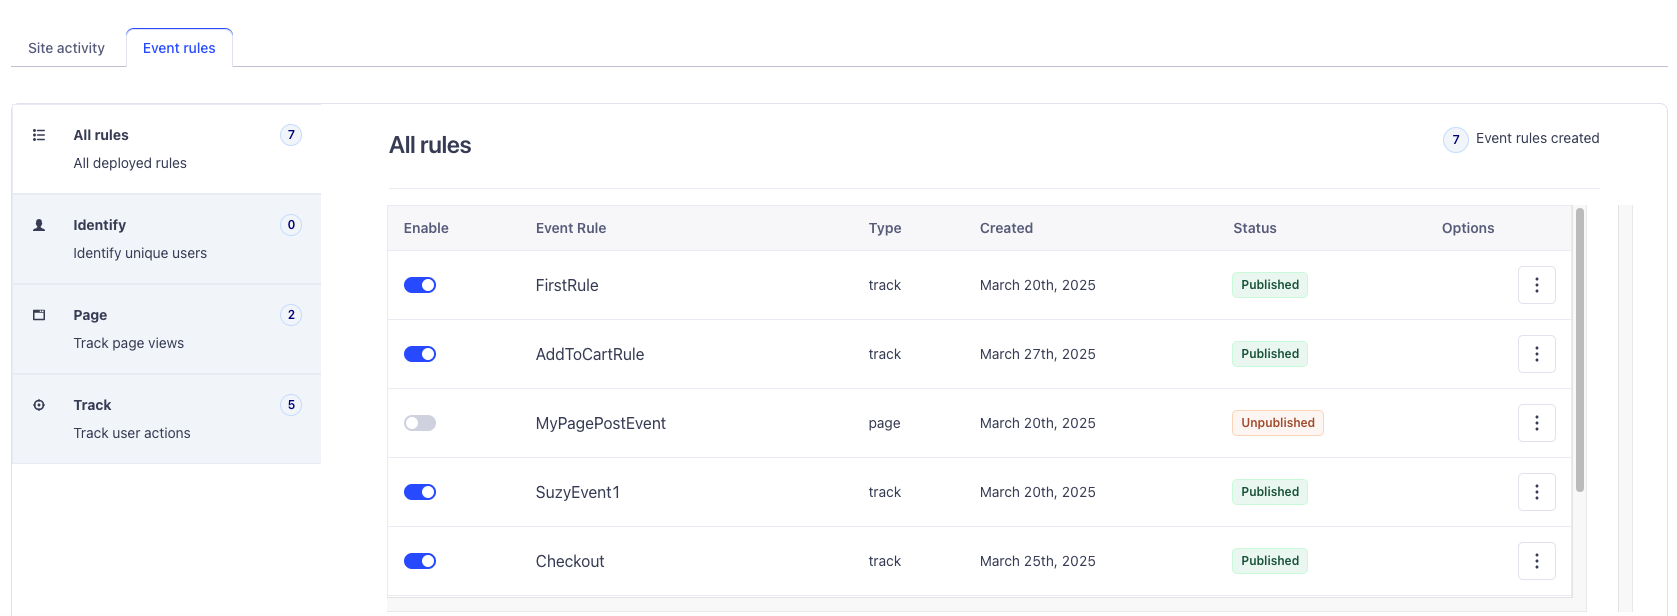 Site activity
Event rules
All rules 7
All deployed rules
Identify 0
Identify unique users
Page 2
Track page views
Track 5
Track user actions
All rules
7 Event rules created
Enable Event Rule Type Created Status Options
FirstRule track March 20th, 2025 Published
AddToCartRule track March 27th, 2025 Published
MyPagePostEvent page March 20th, 2025 Unpublished
SuzyEvent1 track March 20th, 2025 Published
Checkout track March 25th, 2025 Published